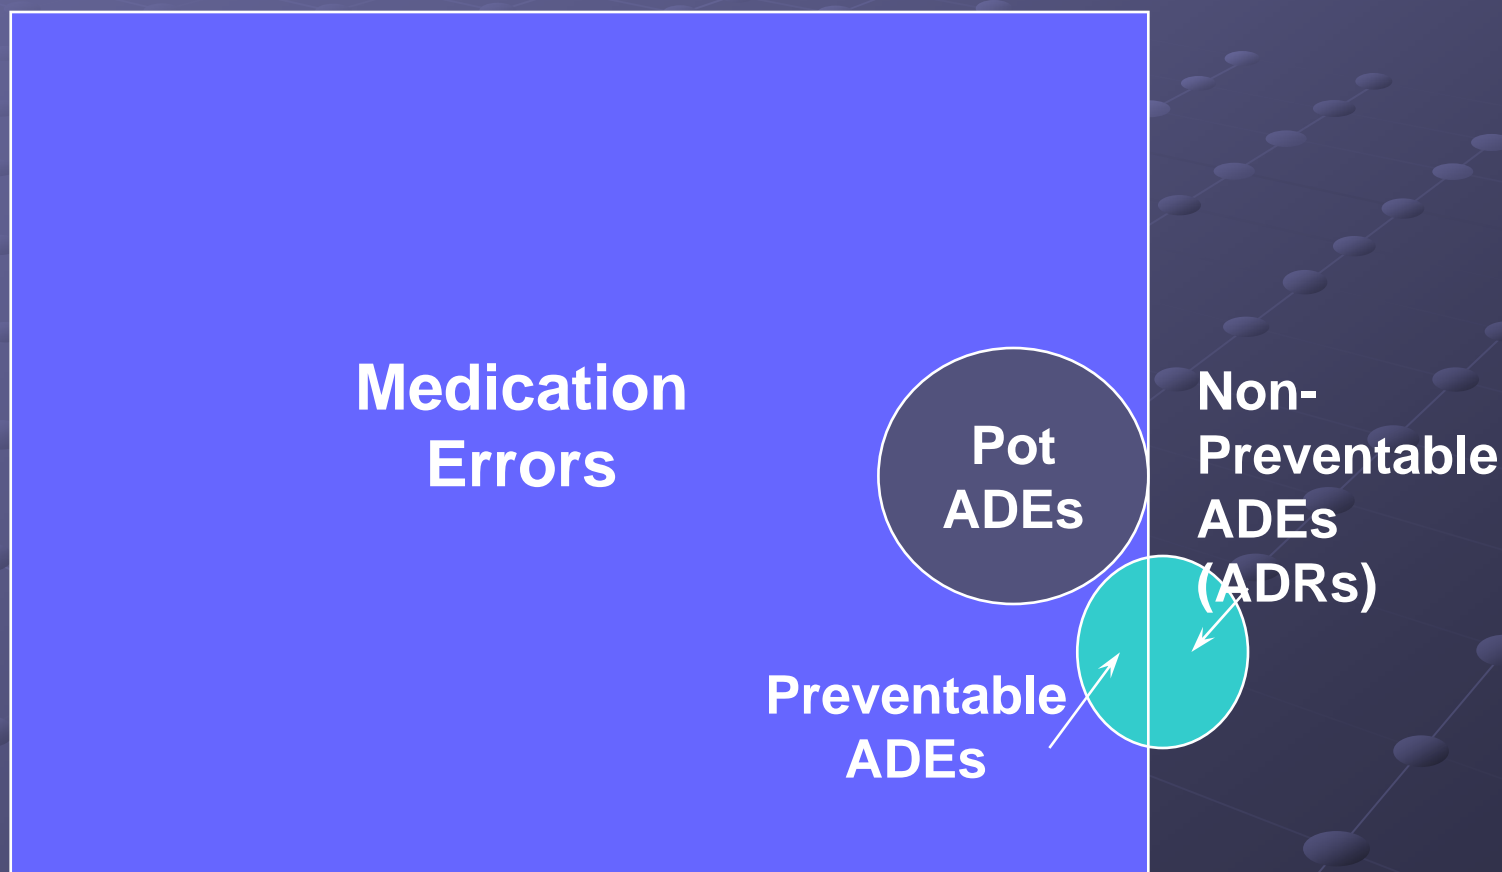 Medication
Errors
Pot
ADEs
Non-
Preventable
ADEs
(ADRs)
Preventable
ADEs